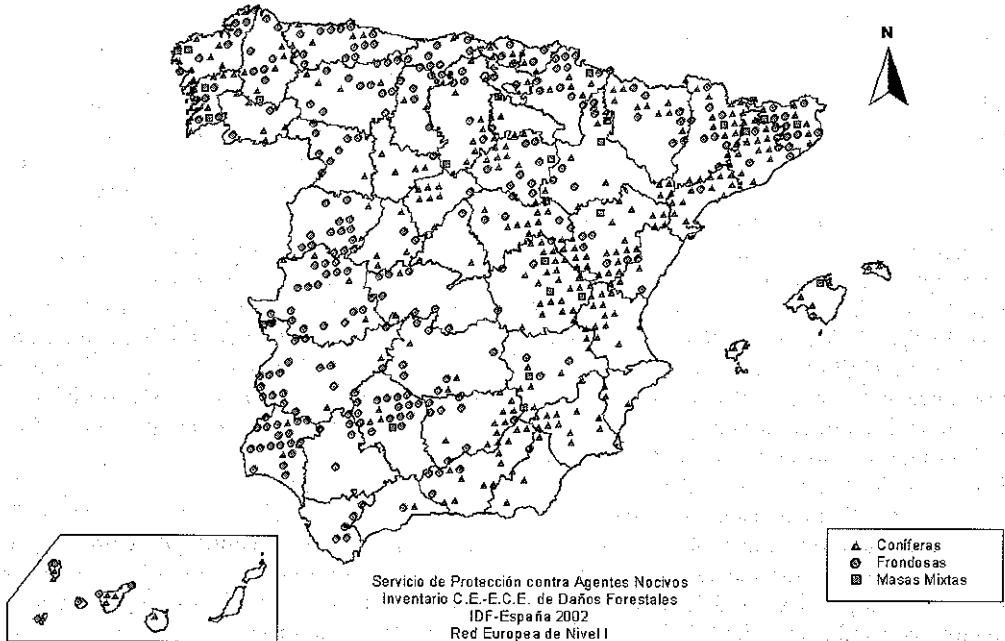 N
Coníferas
Frondosas
Masas Mixtas
Servicio de Protección contra Agentes Nocivos
Inventario C.E.-E.C.E. de Daños Forestales
IDF-España 2002
Red Europea de Nivel I